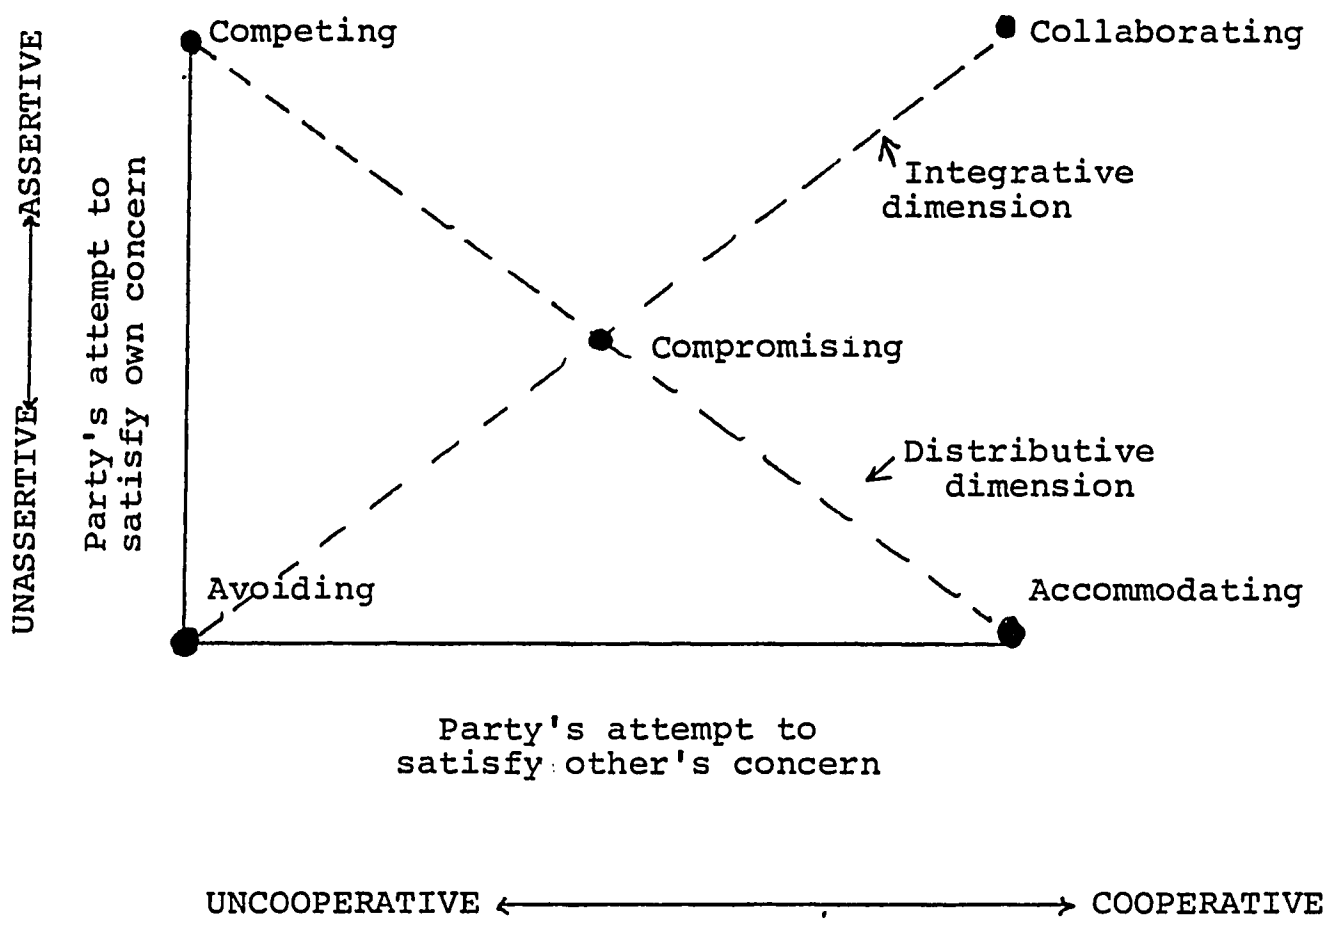 Competing
Collaborating
UNASSERTIVE
ASSERTIVE
Party's attempt to
satisfy own concern
Integrative
dimension
Compromising
Distributive
dimension
Avoiding
Accommodating
Party's attempt to
satisfy other's concern
UNCOOPERATIVE
COOPERATIVE